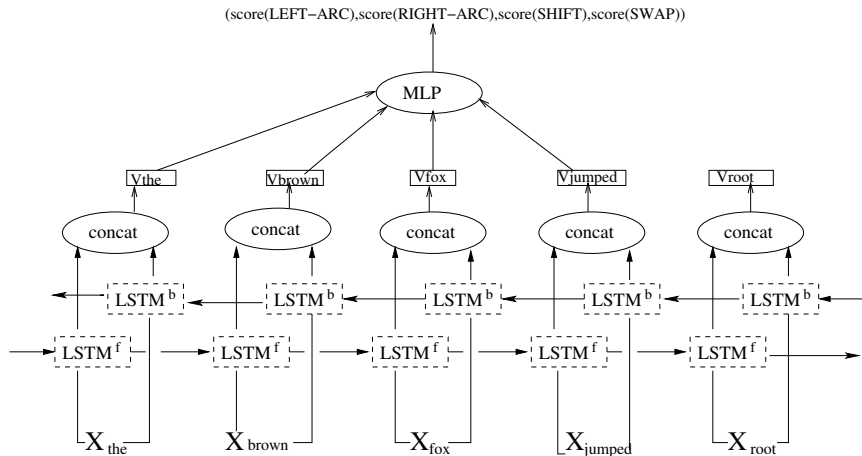 (score(LEFT−ARC),score(RIGHT−ARC),score(SHIFT),score(SWAP))
MLP
Vthe Vbrown Vfox Vjumped Vroot
concat concat concat concat concat
LSTM b LSTM b LSTM b LSTM b LSTM b
LSTM f LSTM f LSTM f LSTM f LSTM f
X the X brown X fox X jumped X root